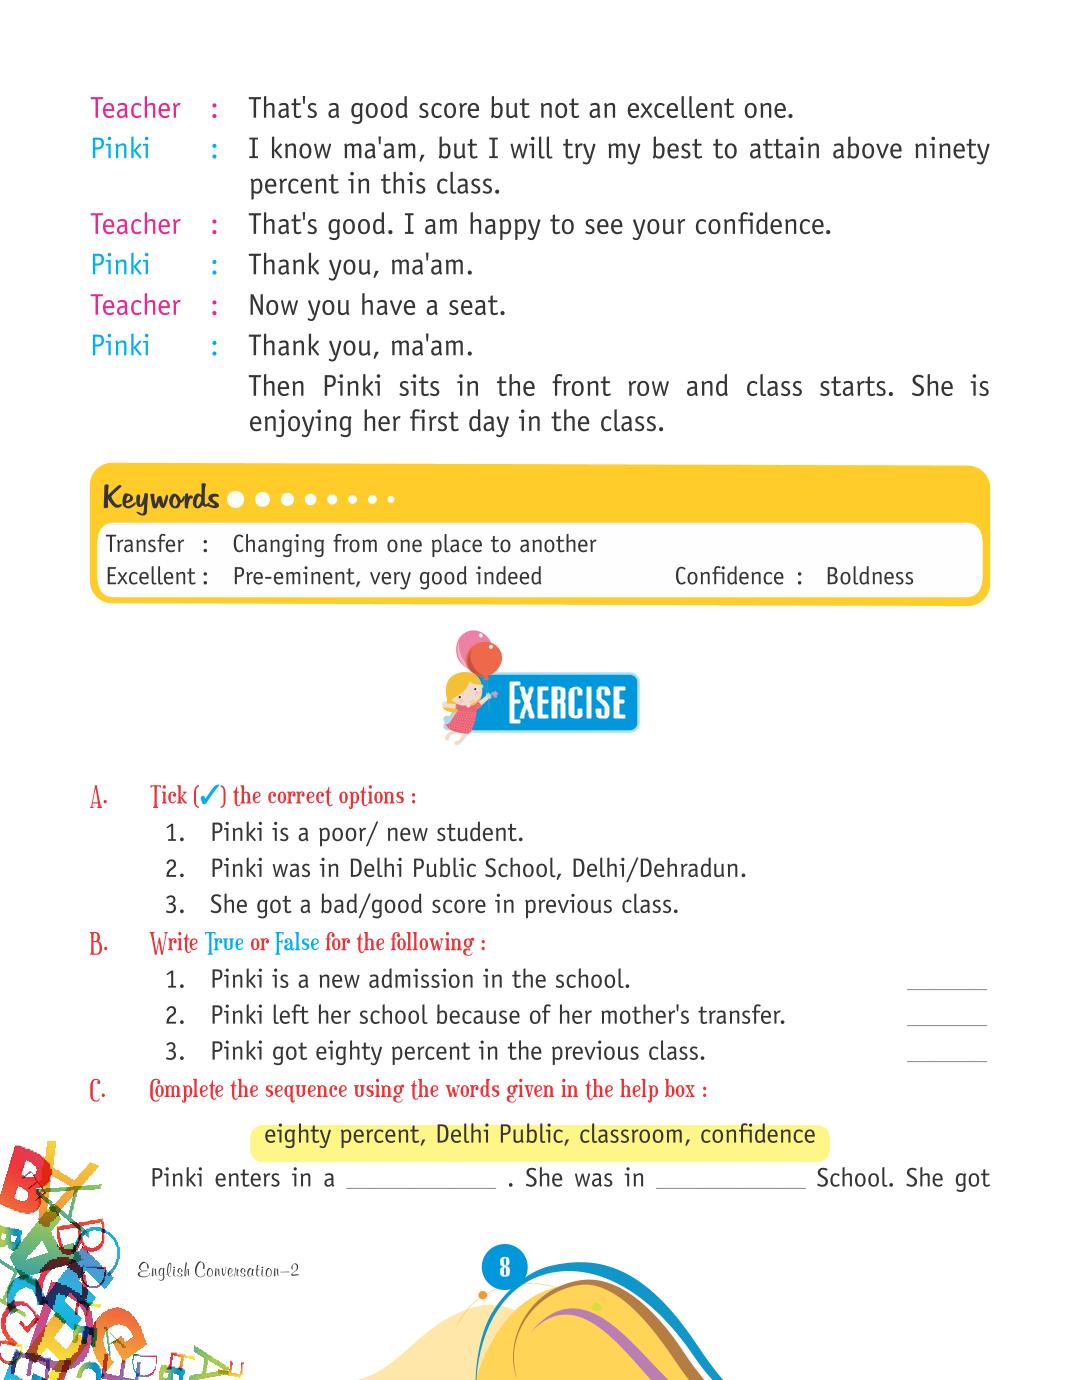 Teacher : That's a good score but not an excellent one.
Pinki : I know ma'am, but I will try my best to attain above ninety
percent in this class.
Teacher : That's good. I am happy to see your confidence.
Pinki : Thank you, ma'am.
Teacher : Now you have a seat.
Pinki : Thank you, ma'am.
Then Pinki sits in the front row and class starts. She is
enjoying her first day in the class.
Keywords
Transfer : Changing from one place to another
Excellent : Pre-eminent, very good indeed Confidence : Boldness
EXERCISE
A. Tick (✓) the correct options :
1. Pinki is a poor/ new student.
2. Pinki was in Delhi Public School, Delhi/Dehradun.
3. She got a bad/good score in previous class.
B. Write True or False for the following :
1. Pinki is a new admission in the school. ______
2. Pinki left her school because of her mother's transfer. ______
3. Pinki got eighty percent in the previous class. ______
C. Complete the sequence using the words given in the help box :
eighty percent, Delhi Public, classroom, confidence
Pinki enters in a ___________ . She was in ___________ School. She got
English Conversation–2
8